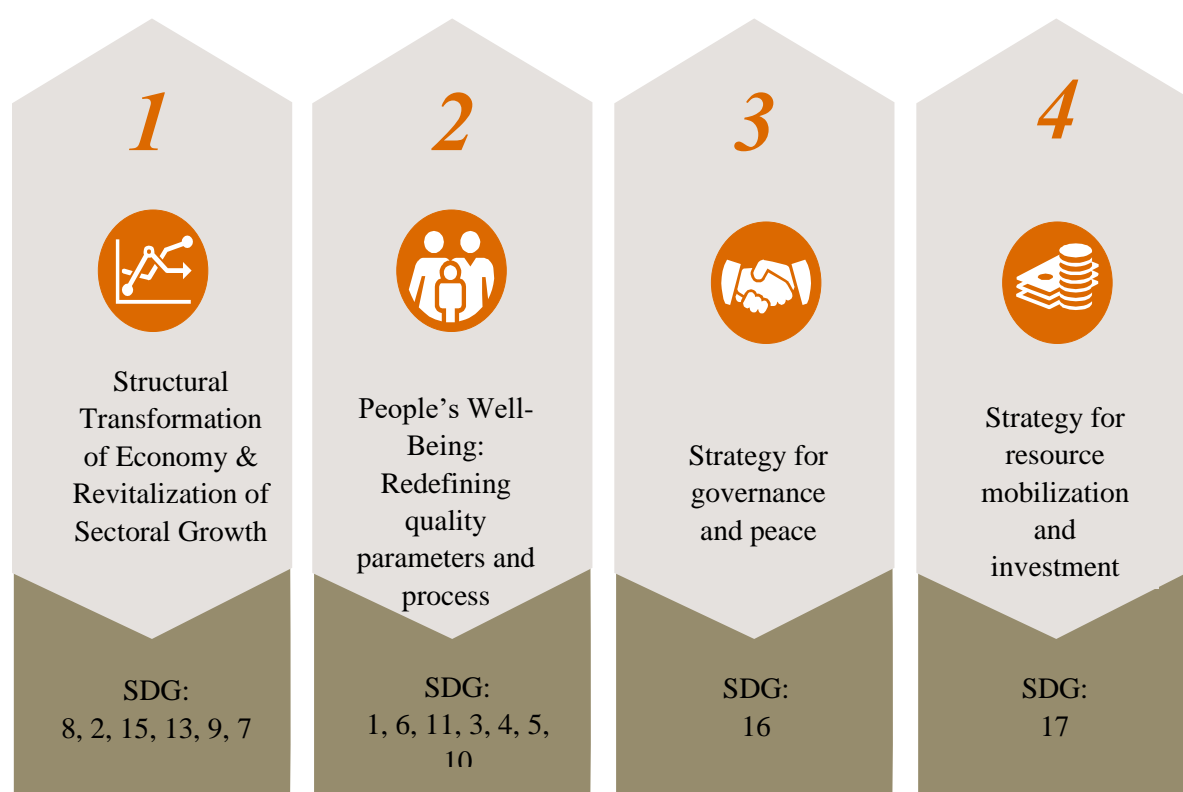 1
Structural
Transformation
of Economy &
Revitalization of
Sectoral Growth
SDG:
8, 2, 15, 13, 9, 7
2
People’s Well-
Being:
Redefining
quality
parameters and
process
SDG:
1, 6, 11, 3, 4, 5,
10
3
Strategy for
governance
and peace
SDG:
16
4
Strategy for
resource
mobilization
and
investment
SDG:
17